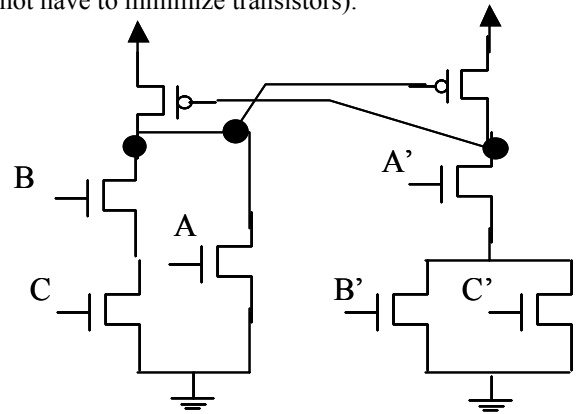 not have to minimize transistors).
A’
B
A
C
B’
C’